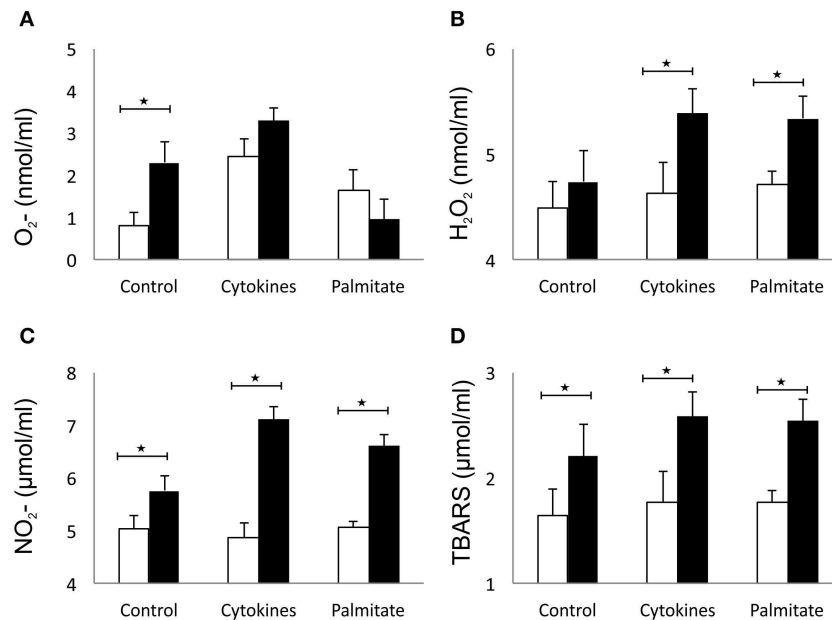 A
O₂- (nmol/ml)
5
4
3
2
1
0
★
Control Cytokines Palmitate
B
H₂O₂ (nmol/ml)
6
5
4
★ ★
Control Cytokines Palmitate
C
NO₂- (μmol/ml)
8
7
6
5
4
★ ★ ★
Control Cytokines Palmitate
D
TBARS (μmol/ml)
3
2
1
★ ★ ★
Control Cytokines Palmitate